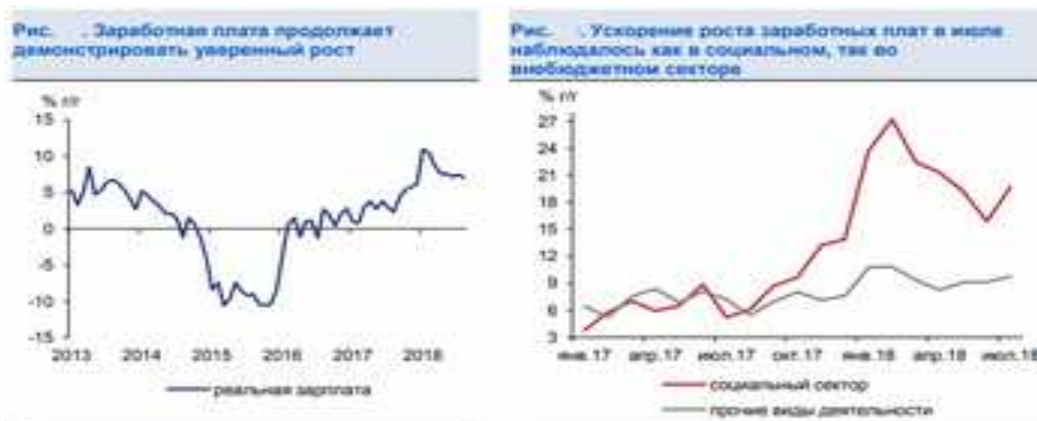 Рис. . Заработная плата продолжает
демонстрировать уверенный рост
% г/г
15
10
5
0
-5
-10
-15
2013 2014 2015 2016 2017 2018
реальная зарплата
Рис. . Ускорение роста заработных плат в июле
наблюдалось как в социальном, так во
внебюджетном секторе
% г/г
27
24
21
18
15
12
9
6
3
янв.17 апр.17 июл.17 окт.17 янв.18 апр.18 июл.18
социальный сектор
прочие виды деятельности